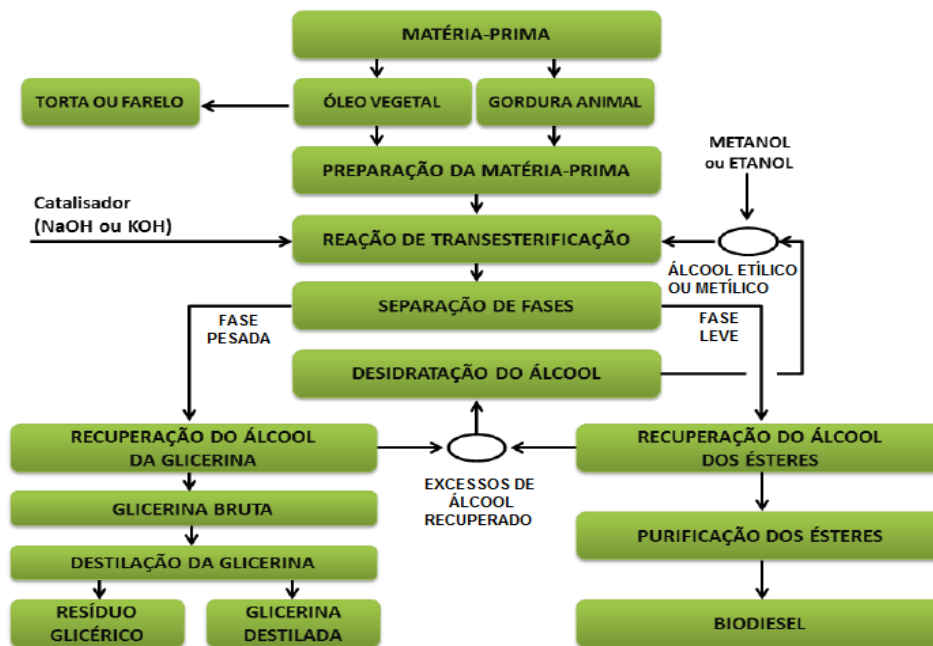 MATÉRIA-PRIMA
TORTA OU FARELO
ÓLEO VEGETAL
GORDURA ANIMAL
METANOL
ou ETANOL
PREPARAÇÃO DA MATÉRIA-PRIMA
Catalisador
(NaOH ou KOH)
REAÇÃO DE TRANSESTERIFICAÇÃO
ÁLCOOL ETÍLICO
OU METÍLICO
SEPARAÇÃO DE FASES
FASE
PESADA
FASE
LEVE
DESIDRATAÇÃO DO ÁLCOOL
RECUPERAÇÃO DO ÁLCOOL
DA GLICERINA
RECUPERAÇÃO DO ÁLCOOL
DOS ÉSTERES
EXCESSOS DE
ÁLCOOL
RECUPERADO
GLICERINA BRUTA
PURIFICAÇÃO DOS ÉSTERES
DESTILAÇÃO DA GLICERINA
RESÍDUO
GLICÉRICO
GLICERINA
DESTILADA
BIODIESEL